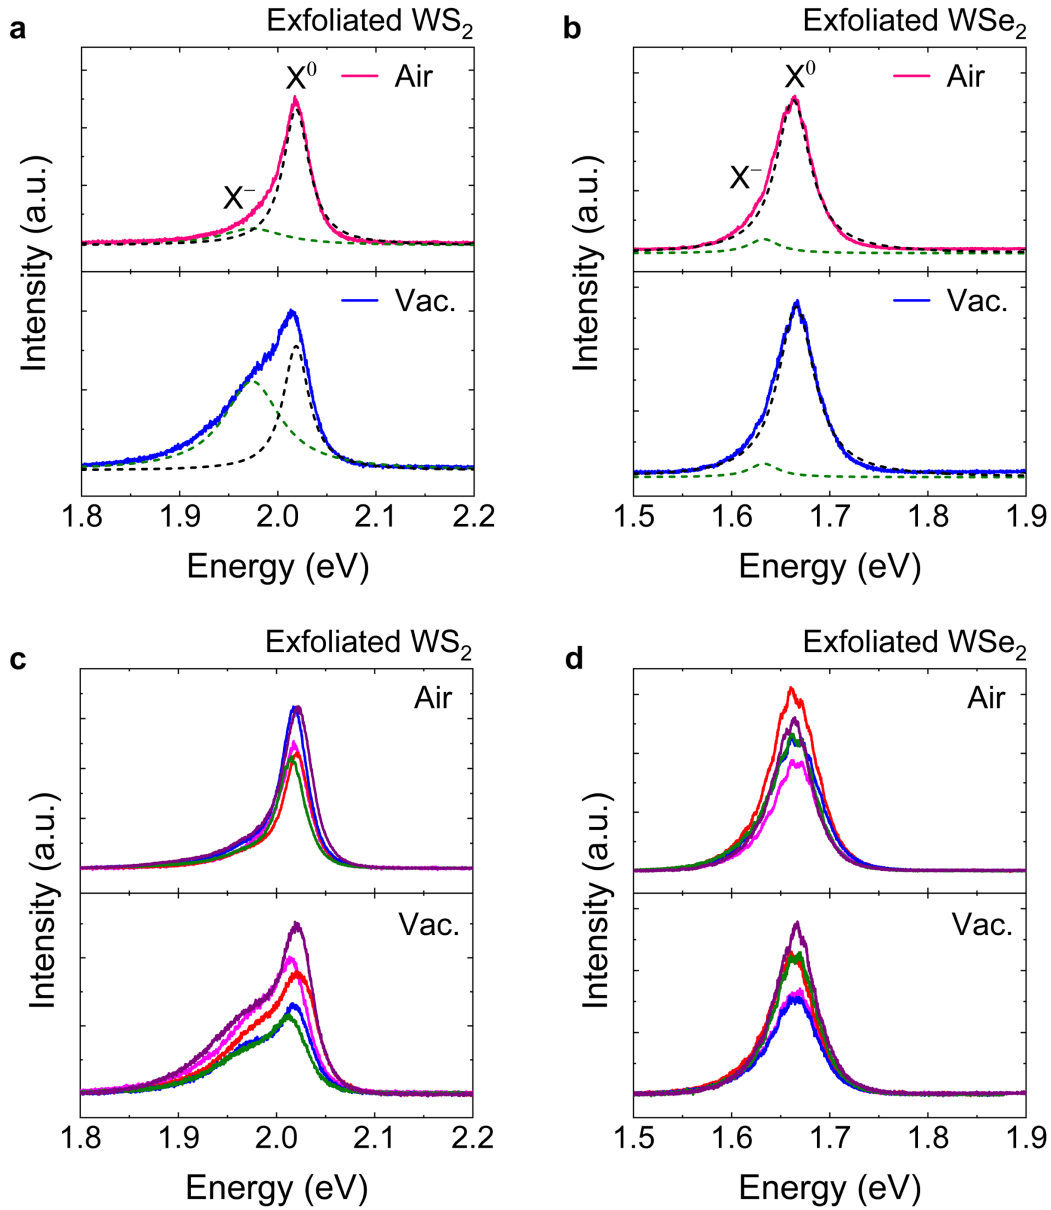 a
Exfoliated WS₂
X⁰
Air
X⁻
Vac.
Intensity (a.u.)
1.8 1.9 2.0 2.1 2.2
Energy (eV)
b
Exfoliated WSe₂
X⁰
Air
X⁻
Vac.
Intensity (a.u.)
1.5 1.6 1.7 1.8 1.9
Energy (eV)
c
Exfoliated WS₂
Air
Vac.
Intensity (a.u.)
1.8 1.9 2.0 2.1 2.2
Energy (eV)
d
Exfoliated WSe₂
Air
Vac.
Intensity (a.u.)
1.5 1.6 1.7 1.8 1.9
Energy (eV)